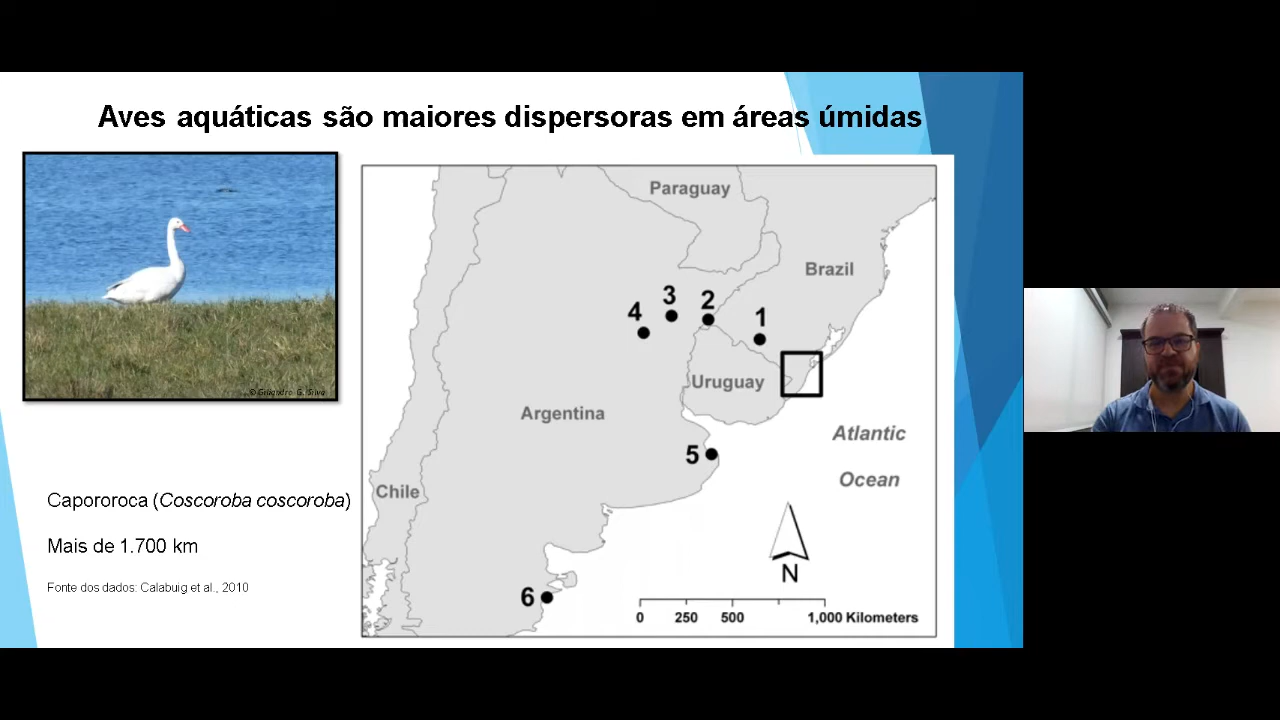 Aves aquáticas são maiores dispersoras em áreas úmidas
© Giliandro G. Silva
Capororoca (Coscoroba coscoroba)
Mais de 1.700 km
Fonte dos dados: Calabuig et al., 2010
Paraguay
Brazil
3
2
4
1
Uruguay
Argentina
Atlantic
Ocean
5
Chile
N
6
0 250 500 1,000 Kilometers